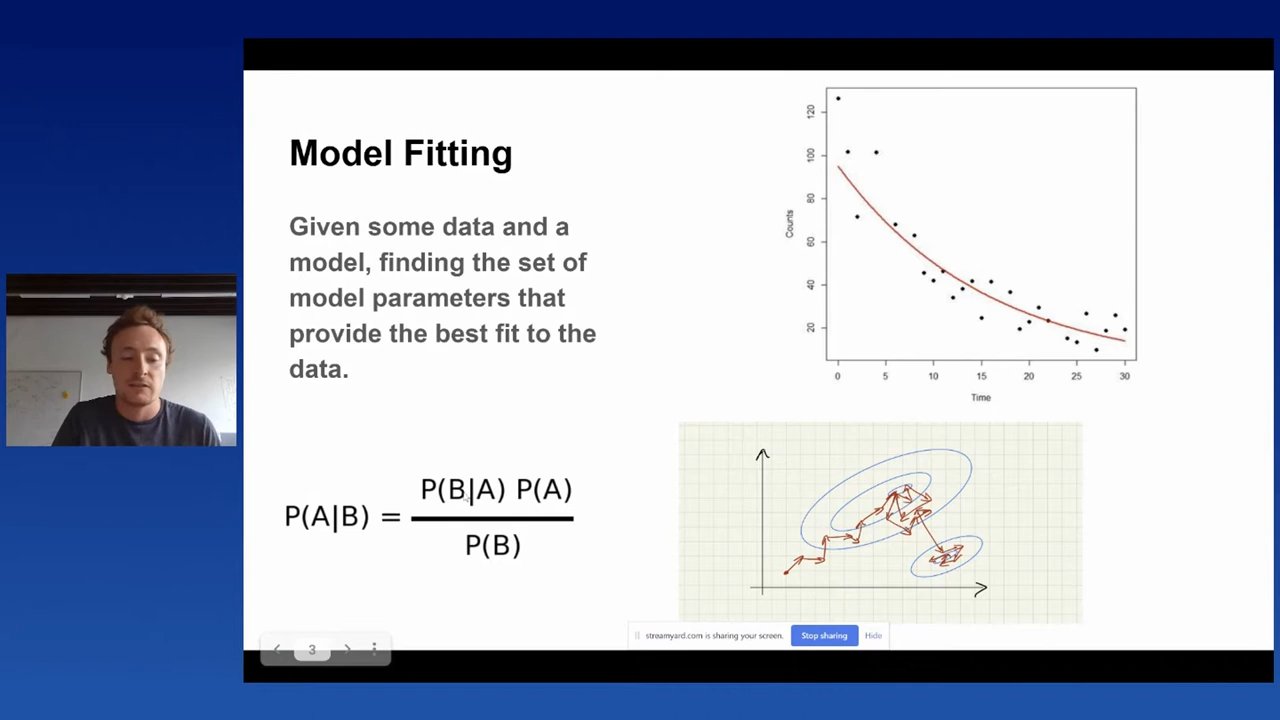 Model Fitting
Given some data and a
model, finding the set of
model parameters that
provide the best fit to the
data.
P(A|B) = P(B|A) P(A)
P(B)
120
100
80
60
40
20
Counts
0 5 10 15 20 25 30
Time
streamyard.com is sharing your screen. Stop sharing Hide
< 3 >